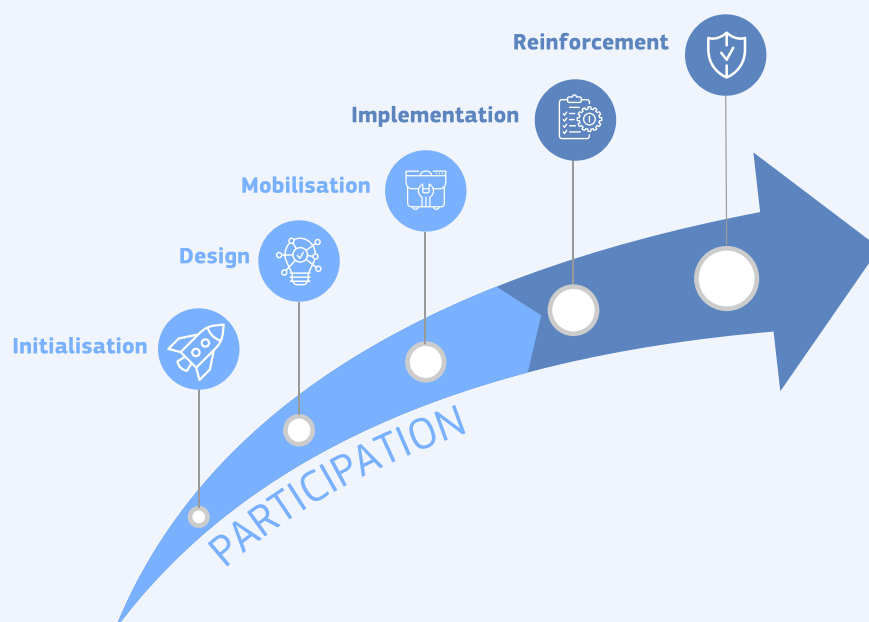 Reinforcement
Implementation
Mobilisation
Design
Initialisation
PARTICIPATION